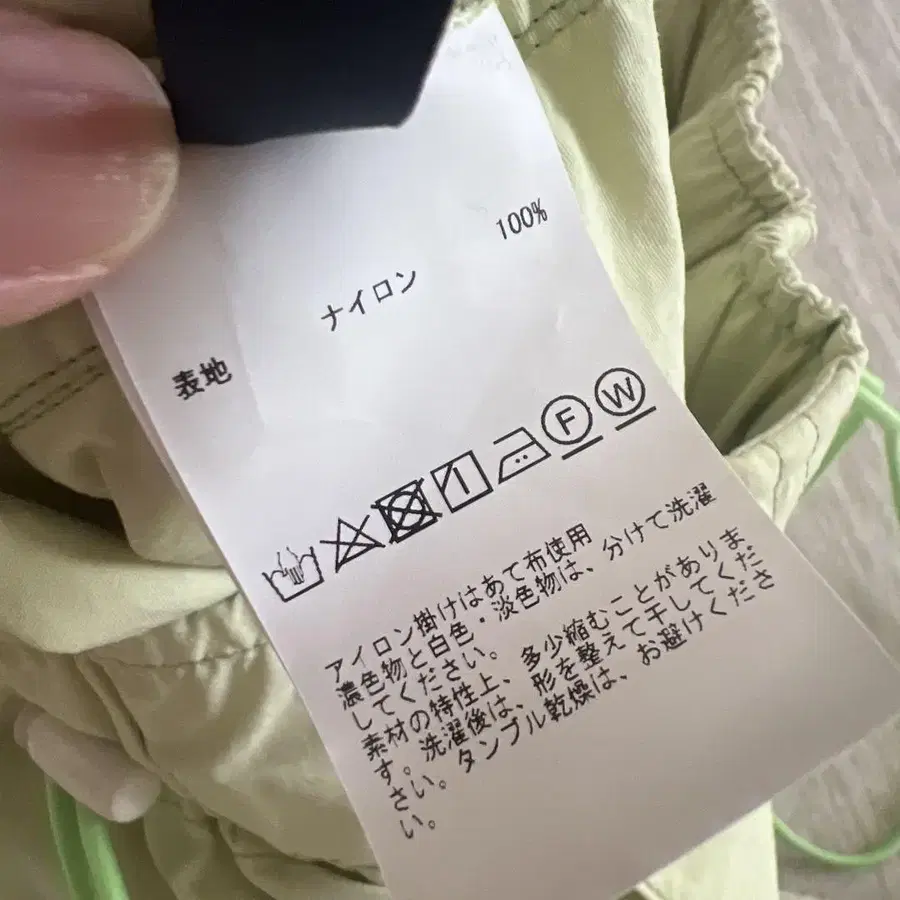 表地 ナイロン 100%
F W
アイロン掛けはあて布使用
濃色物と白色・淡色物は、分けて洗濯
してください。
素材の特性上、多少縮むことがありま
す。洗濯後は、形を整えて干してくだ
さい。タンブル乾燥は、お避けくださ
い。